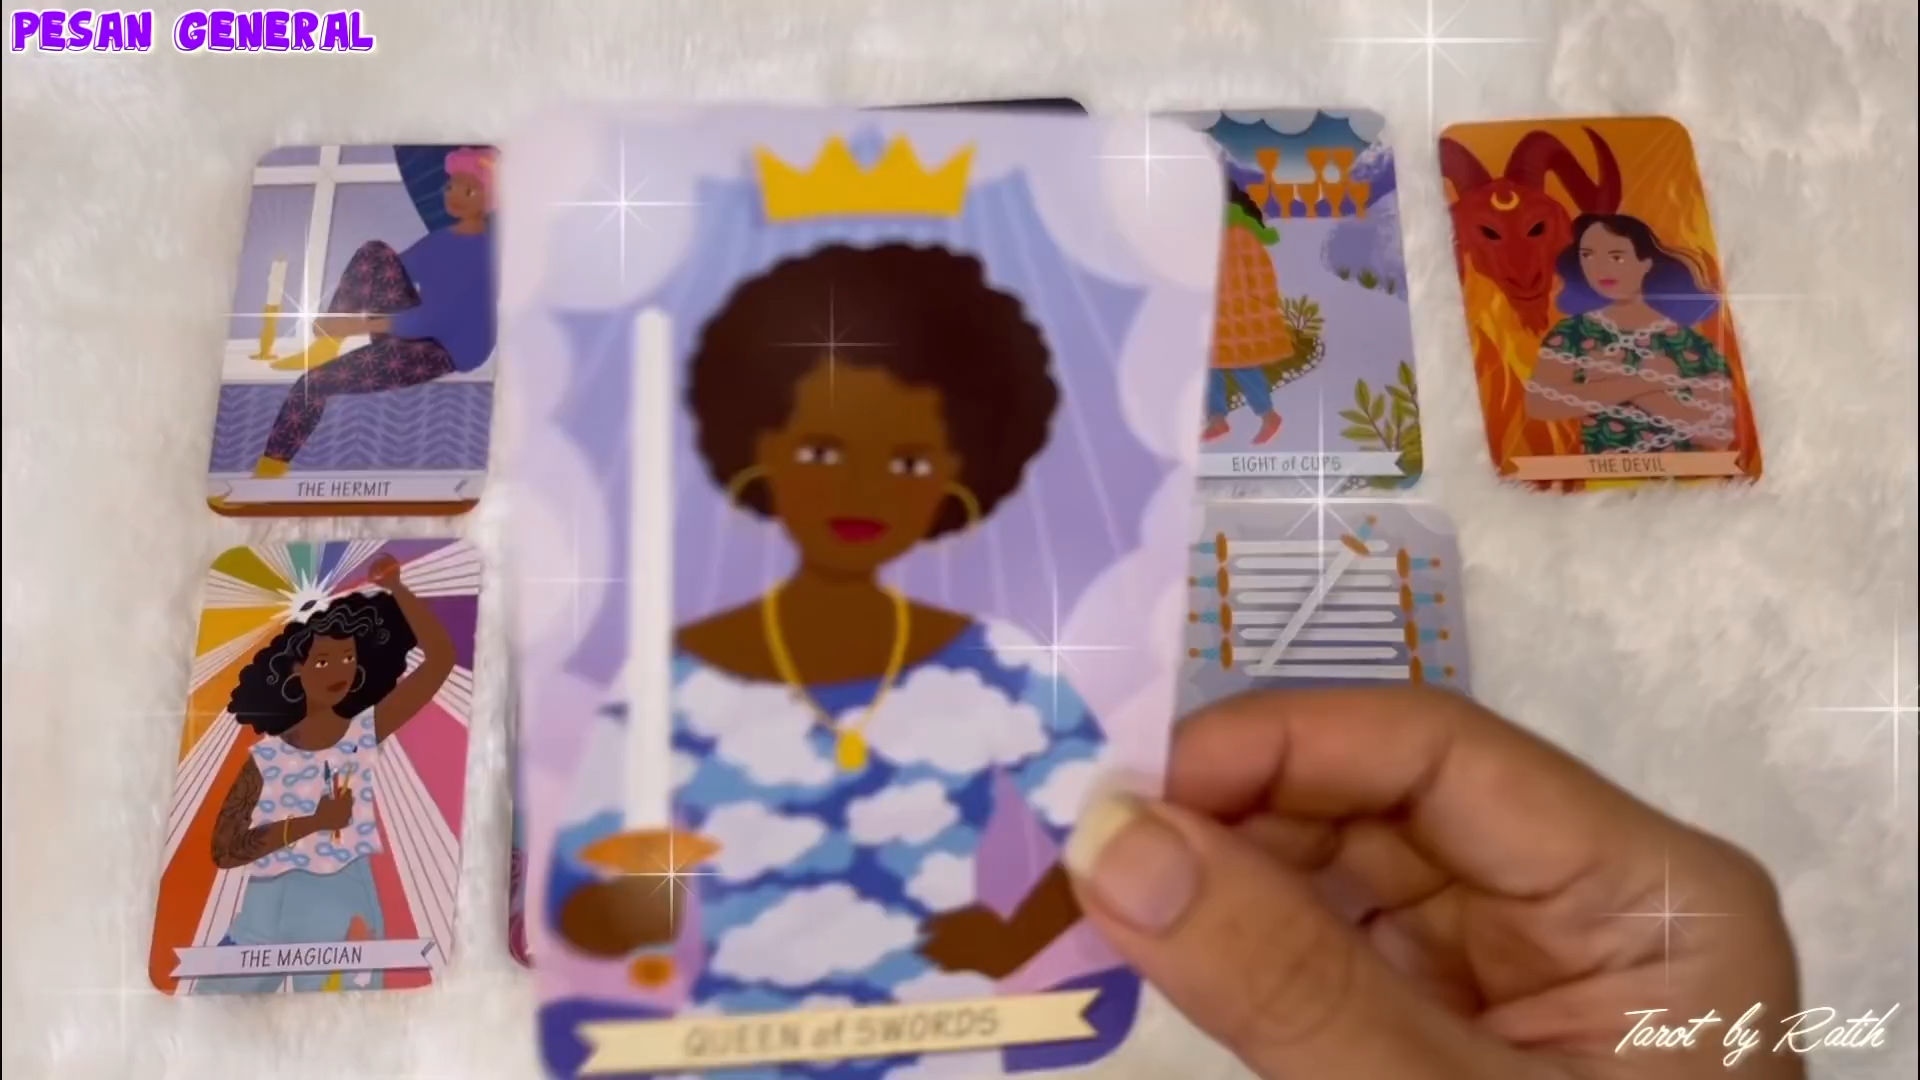 PESAN GENERAL
THE HERMIT
EIGHT of CUPS
THE DEVIL
THE MAGICIAN
QUEEN of SWORDS
Tarot by Ratih